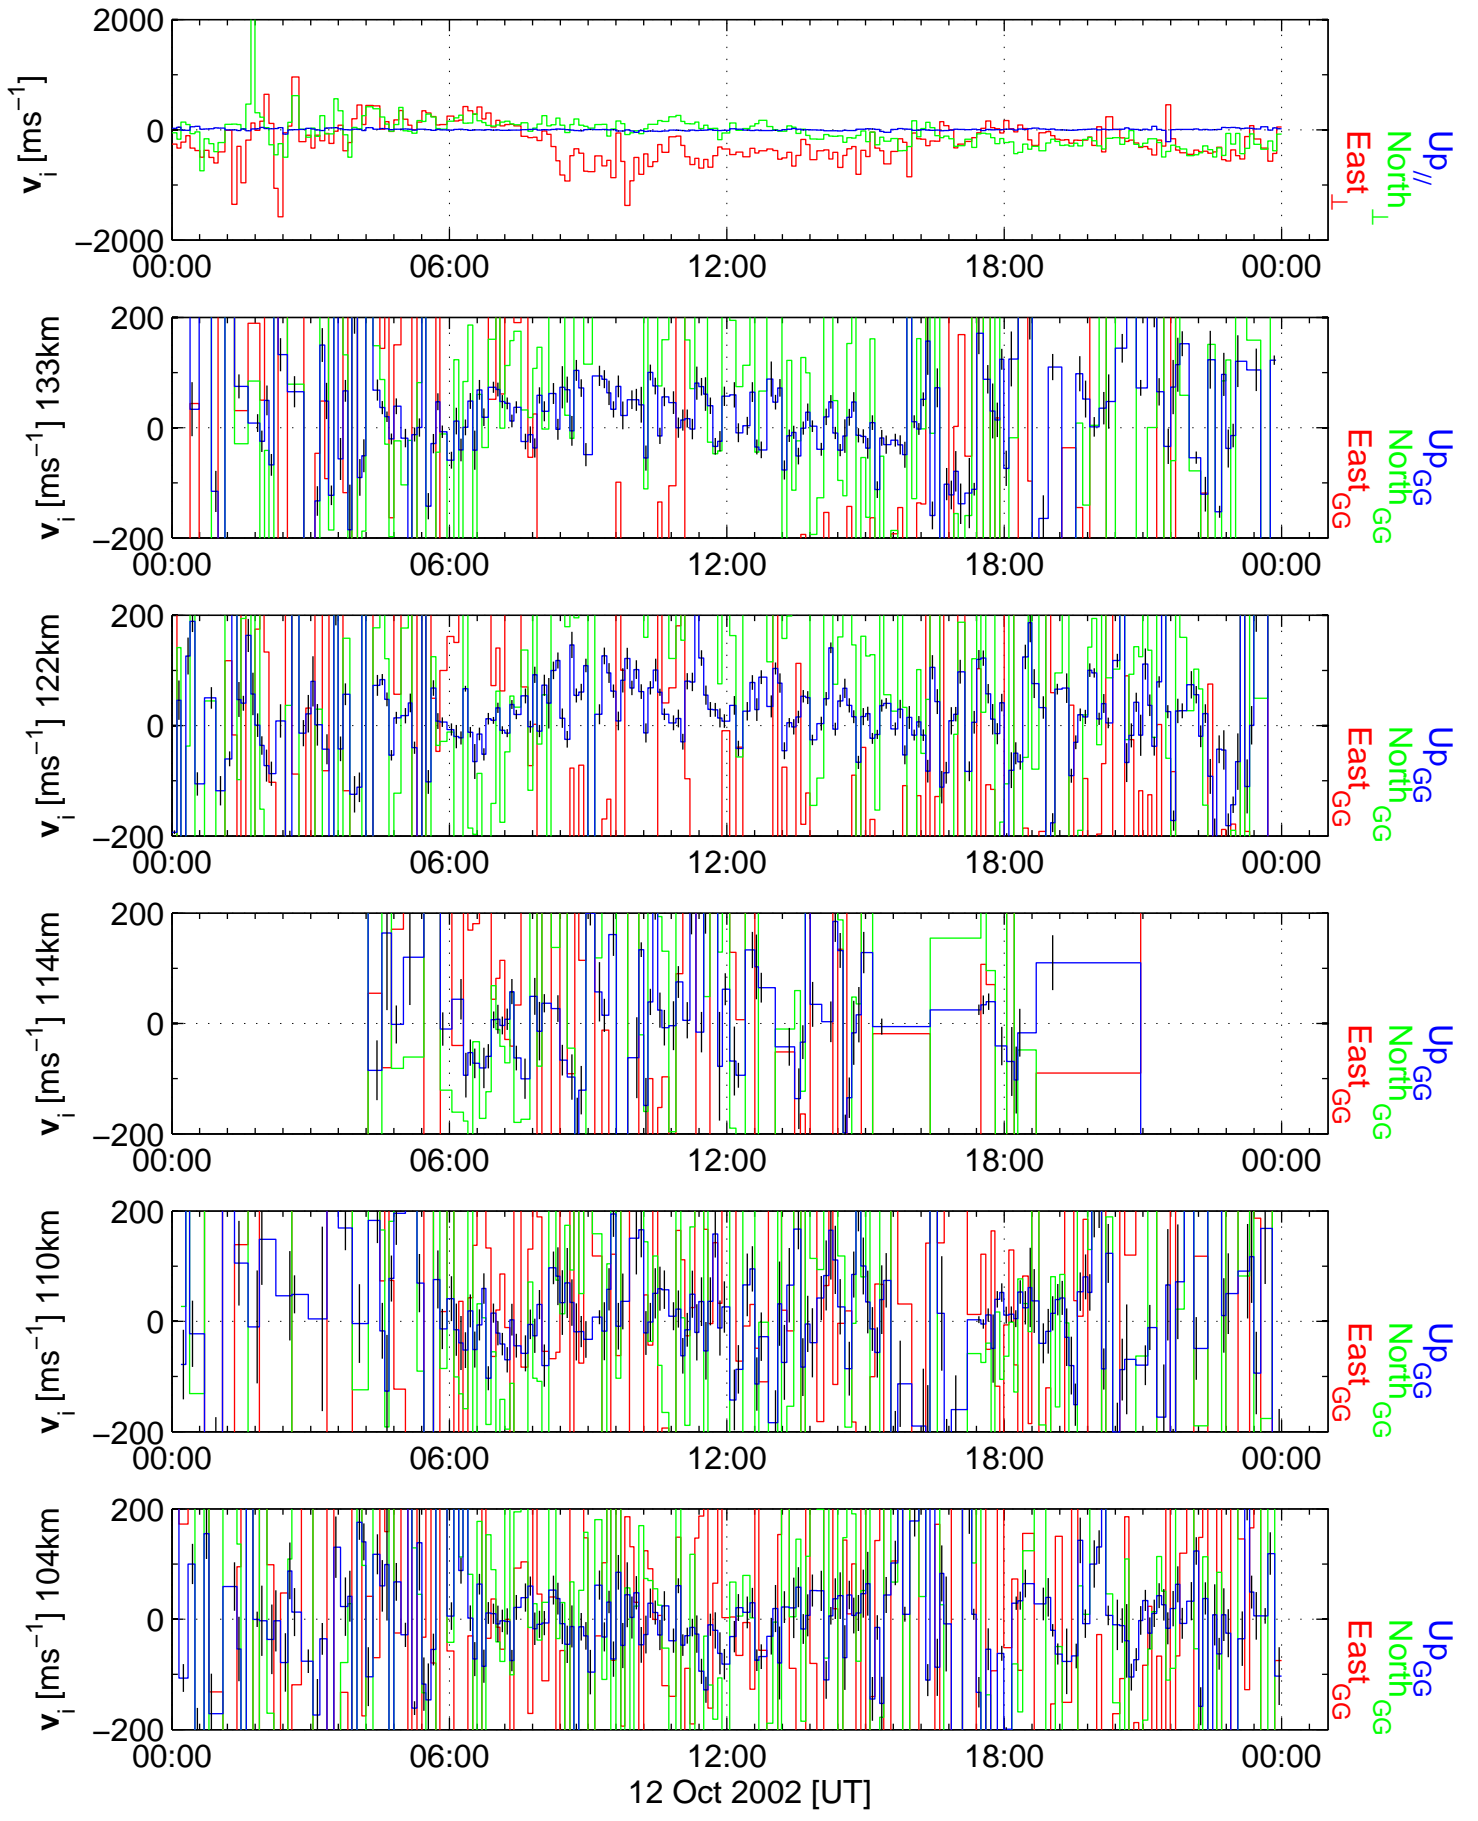 v_i [ms^−1]
2000
0
−2000
00:00 06:00 12:00 18:00 00:00
East_⊥
North_⊥
Up_//
v_i [ms^−1] 133km
200
0
−200
00:00 06:00 12:00 18:00 00:00
East_GG
North_GG
Up_GG
v_i [ms^−1] 122km
200
0
−200
00:00 06:00 12:00 18:00 00:00
East_GG
North_GG
Up_GG
v_i [ms^−1] 114km
200
0
−200
00:00 06:00 12:00 18:00 00:00
East_GG
North_GG
Up_GG
v_i [ms^−1] 110km
200
0
−200
00:00 06:00 12:00 18:00 00:00
East_GG
North_GG
Up_GG
v_i [ms^−1] 104km
200
0
−200
00:00 06:00 12:00 18:00 00:00
East_GG
North_GG
Up_GG
12 Oct 2002 [UT]